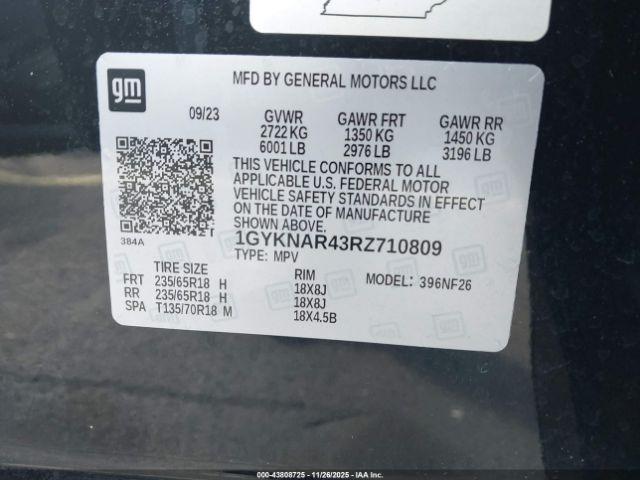 gm
MFD BY GENERAL MOTORS LLC
09/23
GVWR
2722 KG
6001 LB
GAWR FRT
1350 KG
2976 LB
GAWR RR
1450 KG
3196 LB
THIS VEHICLE CONFORMS TO ALL
APPLICABLE U.S. FEDERAL MOTOR
VEHICLE SAFETY STANDARDS IN EFFECT
ON THE DATE OF MANUFACTURE
SHOWN ABOVE.
384A
1GYKNAR43RZ710809
TYPE: MPV
TIRE SIZE
RIM
MODEL: 396NF26
FRT 235/65R18 H 18X8J
RR 235/65R18 H 18X8J
SPA T135/70R18 M 18X4.5B
© IAA - 43808725 - 11/26/2025 - IAAI.COM